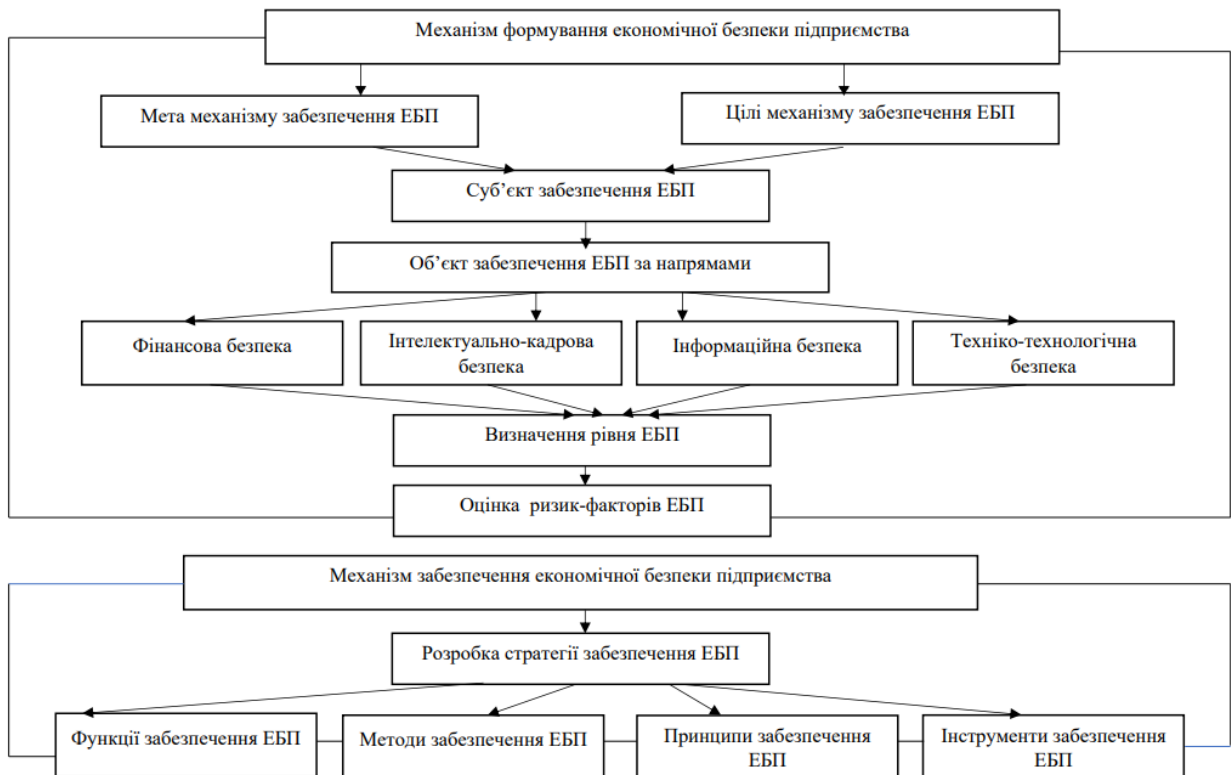 Механізм формування економічної безпеки підприємства
Мета механізму забезпечення ЕБП
Цілі механізму забезпечення ЕБП
Суб’єкт забезпечення ЕБП
Об’єкт забезпечення ЕБП за напрямами
Фінансова безпека
Інтелектуально-кадрова
безпека
Інформаційна безпека
Техніко-технологічна
безпека
Визначення рівня ЕБП
Оцінка ризик-факторів ЕБП
Механізм забезпечення економічної безпеки підприємства
Розробка стратегії забезпечення ЕБП
Функції забезпечення ЕБП
Методи забезпечення ЕБП
Принципи забезпечення
ЕБП
Інструменти забезпечення
ЕБП